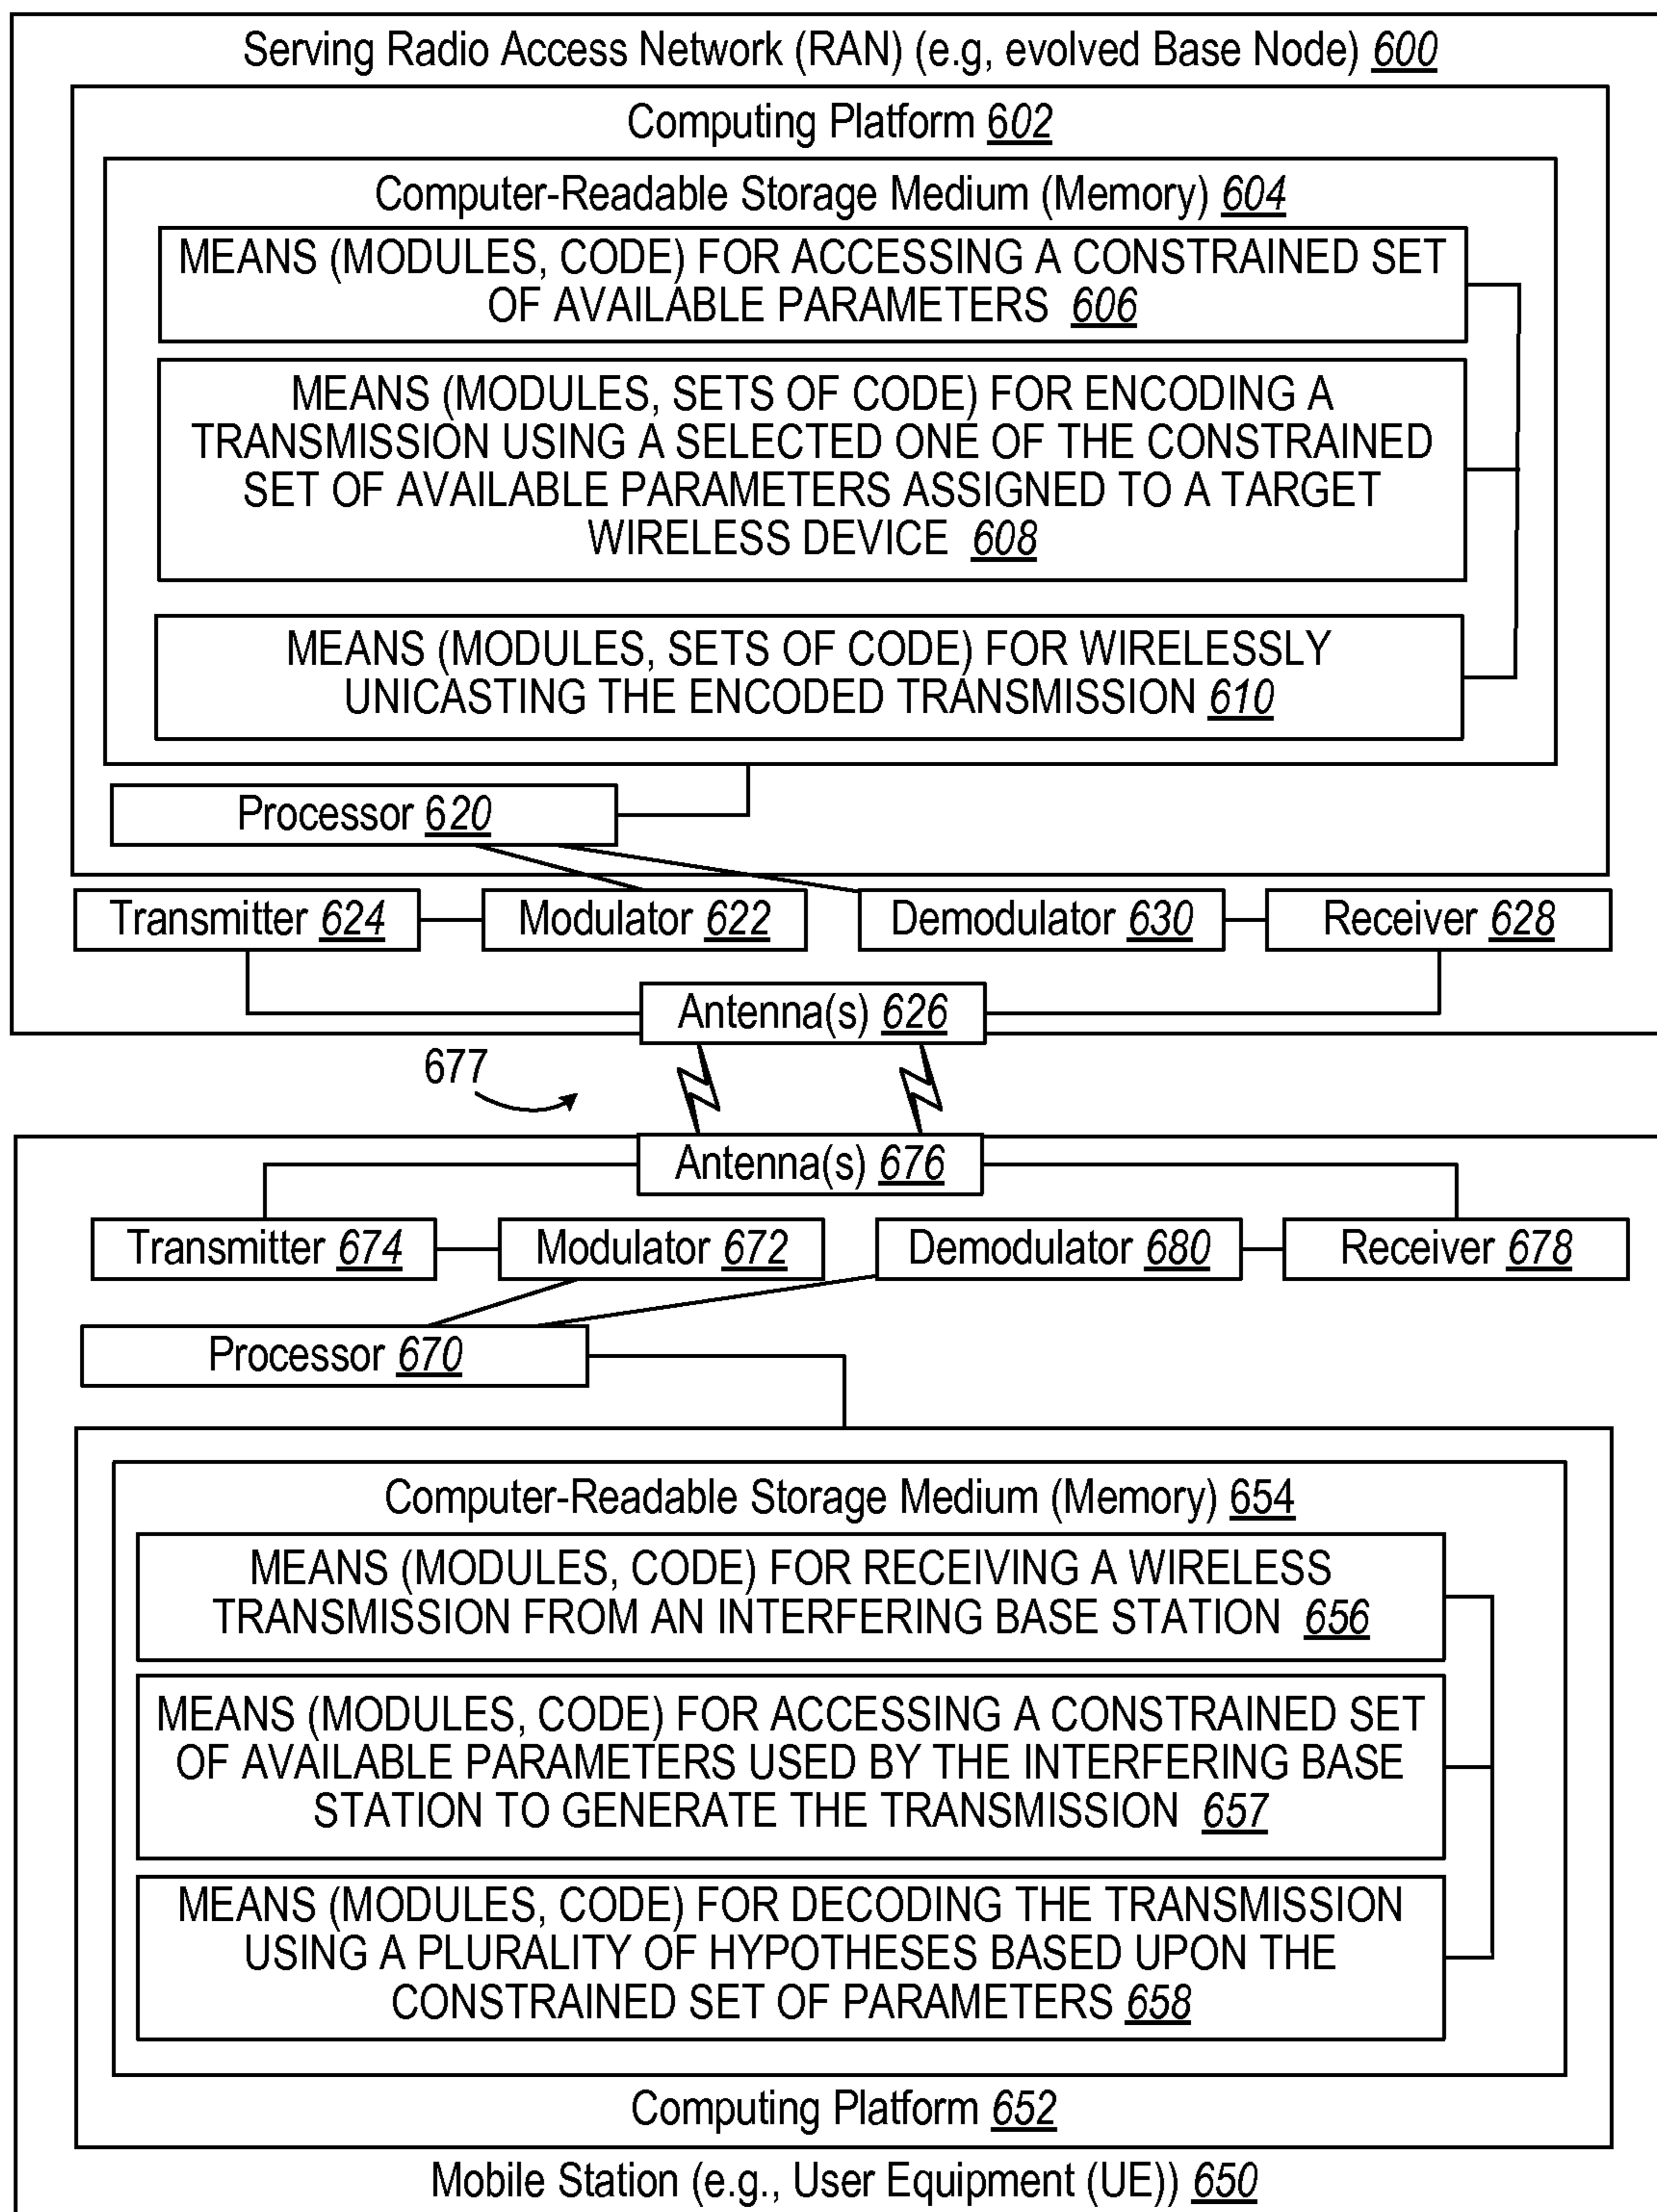 Serving Radio Access Network (RAN) (e.g, evolved Base Node) 600
Computing Platform 602
Computer-Readable Storage Medium (Memory) 604
MEANS (MODULES, CODE) FOR ACCESSING A CONSTRAINED SET
OF AVAILABLE PARAMETERS 606
MEANS (MODULES, SETS OF CODE) FOR ENCODING A
TRANSMISSION USING A SELECTED ONE OF THE CONSTRAINED
SET OF AVAILABLE PARAMETERS ASSIGNED TO A TARGET
WIRELESS DEVICE 608
MEANS (MODULES, SETS OF CODE) FOR WIRELESSLY
UNICASTING THE ENCODED TRANSMISSION 610
Processor 620
Transmitter 624
Modulator 622
Demodulator 630
Receiver 628
Antenna(s) 626
677
Antenna(s) 676
Transmitter 674
Modulator 672
Demodulator 680
Receiver 678
Processor 670
Computer-Readable Storage Medium (Memory) 654
MEANS (MODULES, CODE) FOR RECEIVING A WIRELESS
TRANSMISSION FROM AN INTERFERING BASE STATION 656
MEANS (MODULES, CODE) FOR ACCESSING A CONSTRAINED SET
OF AVAILABLE PARAMETERS USED BY THE INTERFERING BASE
STATION TO GENERATE THE TRANSMISSION 657
MEANS (MODULES, CODE) FOR DECODING THE TRANSMISSION
USING A PLURALITY OF HYPOTHESES BASED UPON THE
CONSTRAINED SET OF PARAMETERS 658
Computing Platform 652
Mobile Station (e.g., User Equipment (UE)) 650